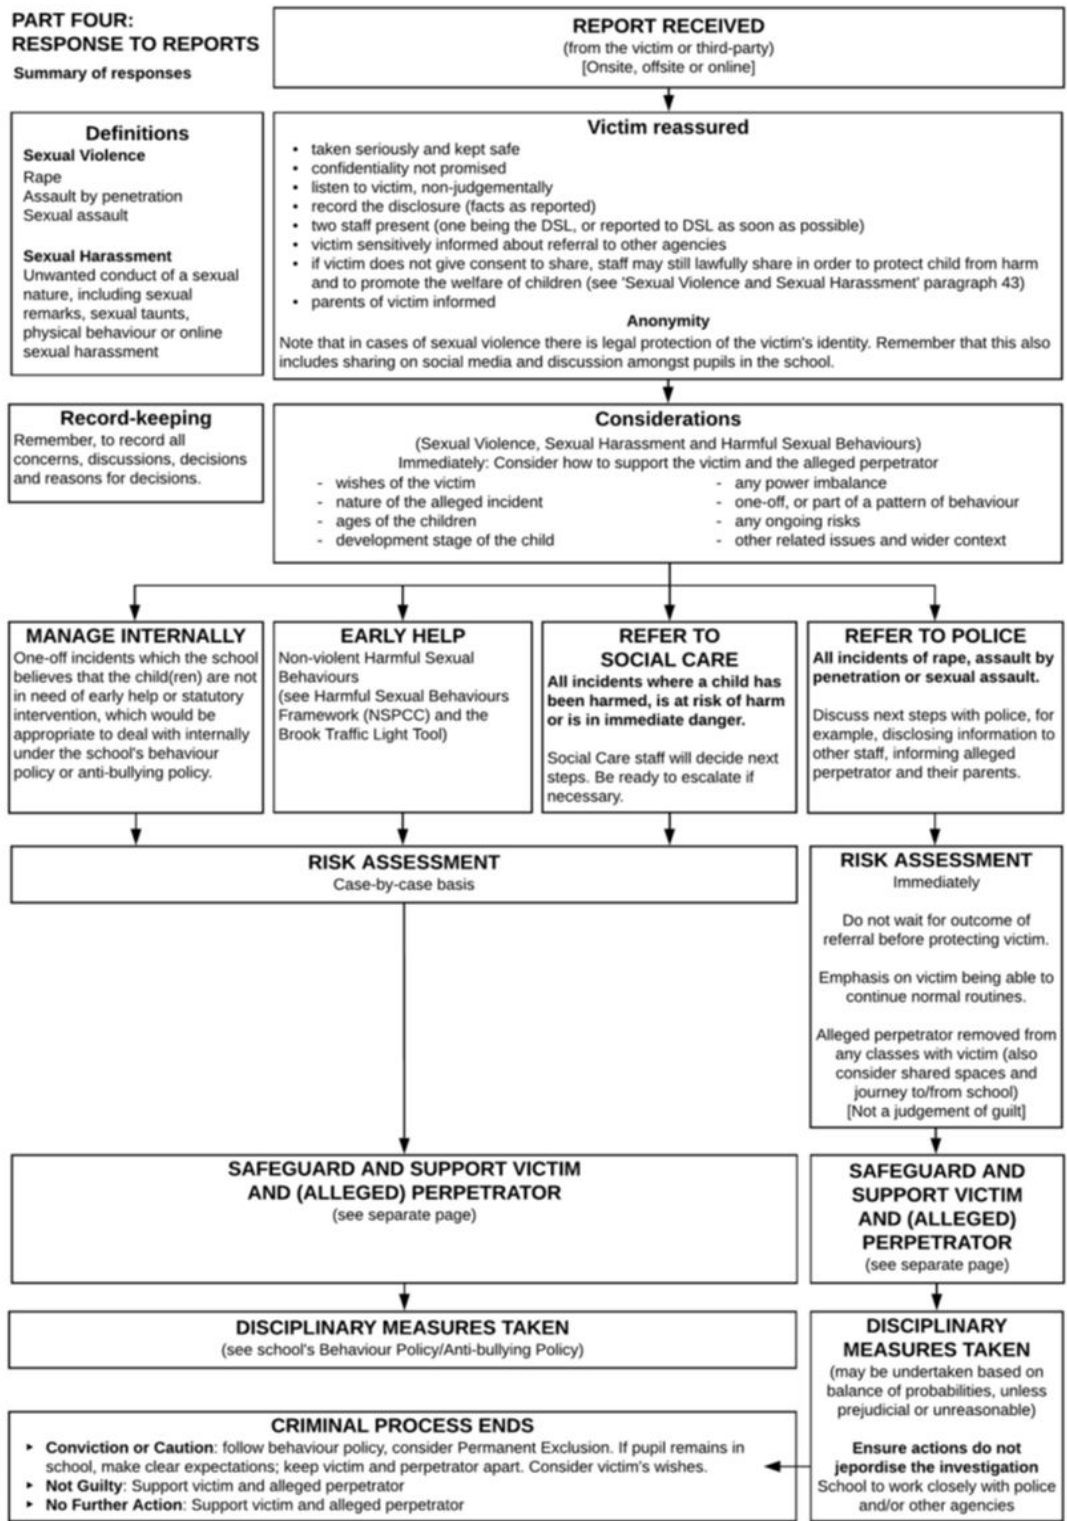 PART FOUR:
RESPONSE TO REPORTS
Summary of responses
REPORT RECEIVED
(from the victim or third-party)
[Onsite, offsite or online]
Definitions
Sexual Violence
Rape
Assault by penetration
Sexual assault
Sexual Harassment
Unwanted conduct of a sexual
nature, including sexual
remarks, sexual taunts,
physical behaviour or online
sexual harassment
Victim reassured
• taken seriously and kept safe
• confidentiality not promised
• listen to victim, non-judgementally
• record the disclosure (facts as reported)
• two staff present (one being the DSL, or reported to DSL as soon as possible)
• victim sensitively informed about referral to other agencies
• if victim does not give consent to share, staff may still lawfully share in order to protect child from harm
and to promote the welfare of children (see 'Sexual Violence and Sexual Harassment' paragraph 43)
• parents of victim informed
Anonymity
Note that in cases of sexual violence there is legal protection of the victim's identity. Remember that this also
includes sharing on social media and discussion amongst pupils in the school.
Record-keeping
Remember, to record all
concerns, discussions, decisions
and reasons for decisions.
Considerations
(Sexual Violence, Sexual Harassment and Harmful Sexual Behaviours)
Immediately: Consider how to support the victim and the alleged perpetrator
- wishes of the victim
- nature of the alleged incident
- ages of the children
- development stage of the child
- any power imbalance
- one-off, or part of a pattern of behaviour
- any ongoing risks
- other related issues and wider context
MANAGE INTERNALLY
One-off incidents which the school
believes that the child(ren) are not
in need of early help or statutory
intervention, which would be
appropriate to deal with internally
under the school's behaviour
policy or anti-bullying policy.
EARLY HELP
Non-violent Harmful Sexual
Behaviours
(see Harmful Sexual Behaviours
Framework (NSPCC) and the
Brook Traffic Light Tool)
REFER TO
SOCIAL CARE
All incidents where a child has
been harmed, is at risk of harm
or is in immediate danger.
Social Care staff will decide next
steps. Be ready to escalate if
necessary.
REFER TO POLICE
All incidents of rape, assault by
penetration or sexual assault.
Discuss next steps with police, for
example, disclosing information to
other staff, informing alleged
perpetrator and their parents.
RISK ASSESSMENT
Case-by-case basis
RISK ASSESSMENT
Immediately
Do not wait for outcome of
referral before protecting victim.
Emphasis on victim being able to
continue normal routines.
Alleged perpetrator removed from
any classes with victim (also
consider shared spaces and
journey to/from school)
[Not a judgement of guilt]
SAFEGUARD AND SUPPORT VICTIM
AND (ALLEGED) PERPETRATOR
(see separate page)
SAFEGUARD AND
SUPPORT VICTIM
AND (ALLEGED)
PERPETRATOR
(see separate page)
DISCIPLINARY MEASURES TAKEN
(see school's Behaviour Policy/Anti-bullying Policy)
DISCIPLINARY
MEASURES TAKEN
(may be undertaken based on
balance of probabilities, unless
prejudicial or unreasonable)
Ensure actions do not
jepordise the investigation
School to work closely with police
and/or other agencies
CRIMINAL PROCESS ENDS
‣ Conviction or Caution: follow behaviour policy, consider Permanent Exclusion. If pupil remains in
school, make clear expectations; keep victim and perpetrator apart. Consider victim's wishes.
‣ Not Guilty: Support victim and alleged perpetrator
‣ No Further Action: Support victim and alleged perpetrator